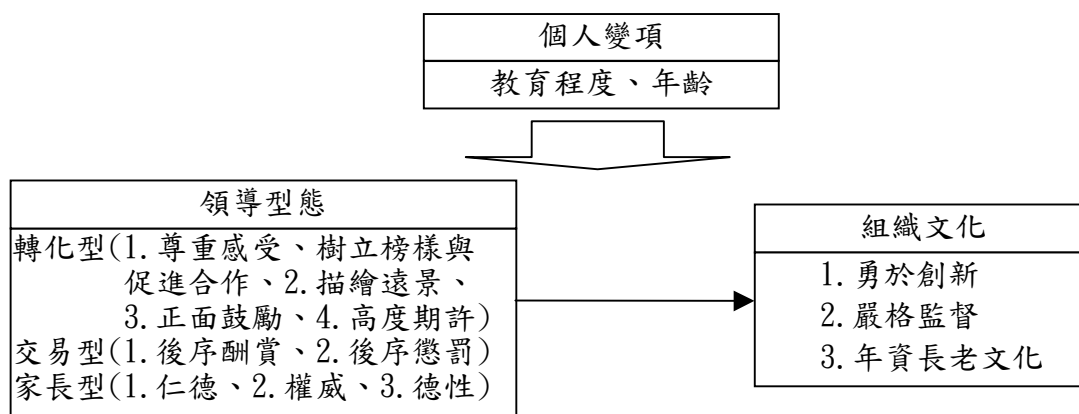 個人變項
教育程度、年齡
領導型態
轉化型(1.尊重感受、樹立榜樣與
促進合作、2.描繪遠景、
3.正面鼓勵、4.高度期許)
交易型(1.後序酬賞、2.後序懲罰)
家長型(1.仁德、2.權威、3.德性)
組織文化
1.勇於創新
2.嚴格監督
3.年資長老文化